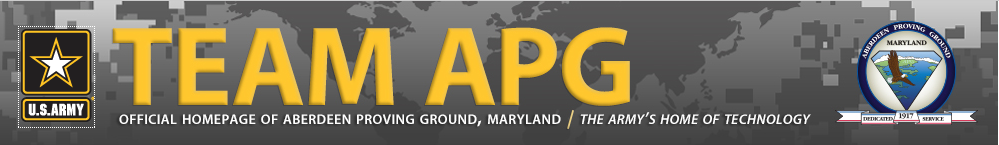 U.S.ARMY
TEAM APG
OFFICIAL HOMEPAGE OF ABERDEEN PROVING GROUND, MARYLAND / THE ARMY'S HOME OF TECHNOLOGY
ABERDEEN PROVING GROUND
MARYLAND
DEDICATED 1917 SERVICE